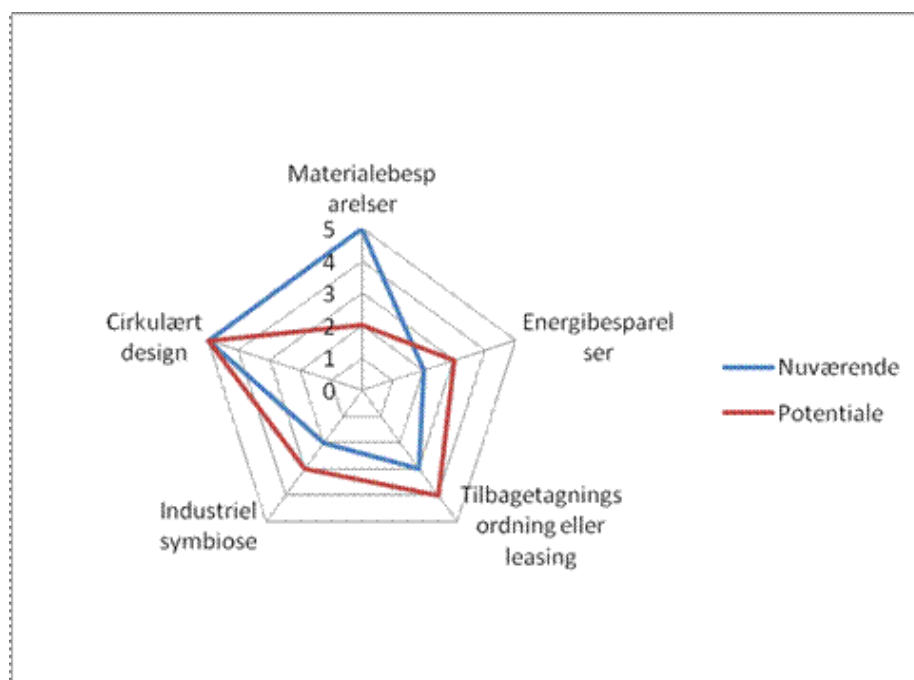 Materialebesp
arelser
5
4
3
2
1
0
Energibesparel
ser
Tilbagetagnings
ordning eller
leasing
Industriel
symbiose
Cirkulært
design
Nuværende
Potentiale